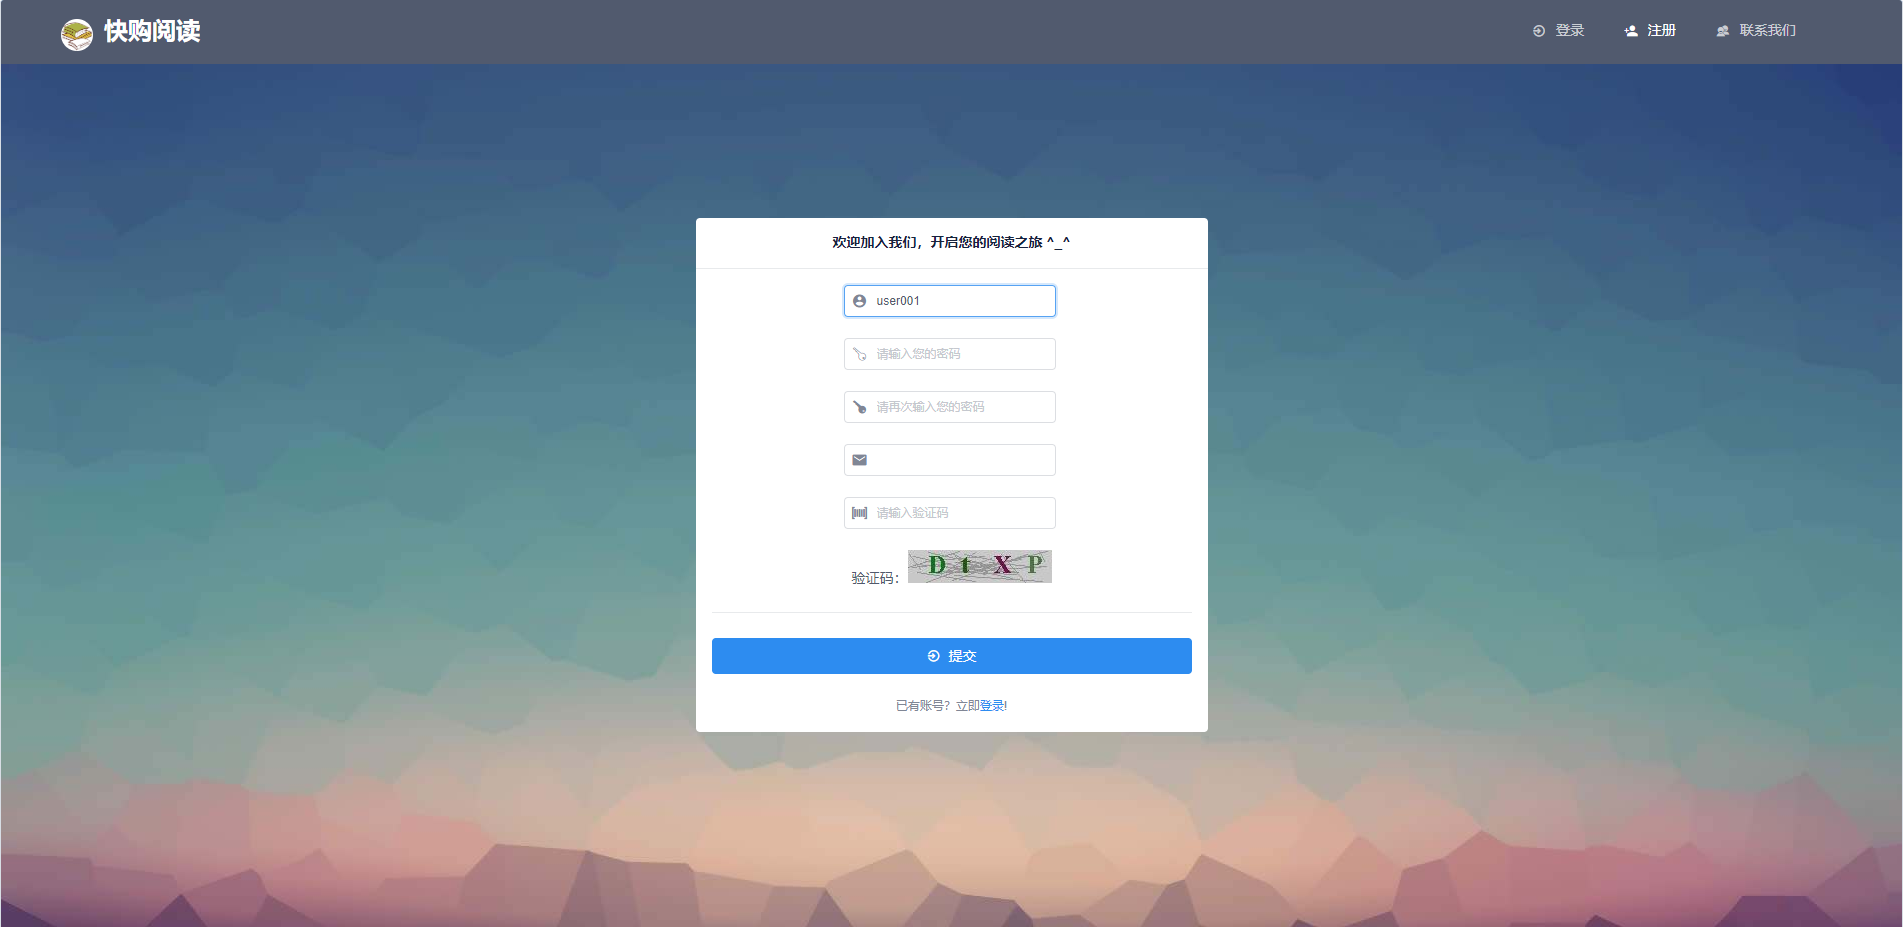 快购阅读
登录
注册
联系我们
欢迎加入我们，开启您的阅读之旅 ^_^
user001
请输入您的密码
请再次输入您的密码
请输入验证码
验证码：
D t X P
提交
已有账号？立即登录!